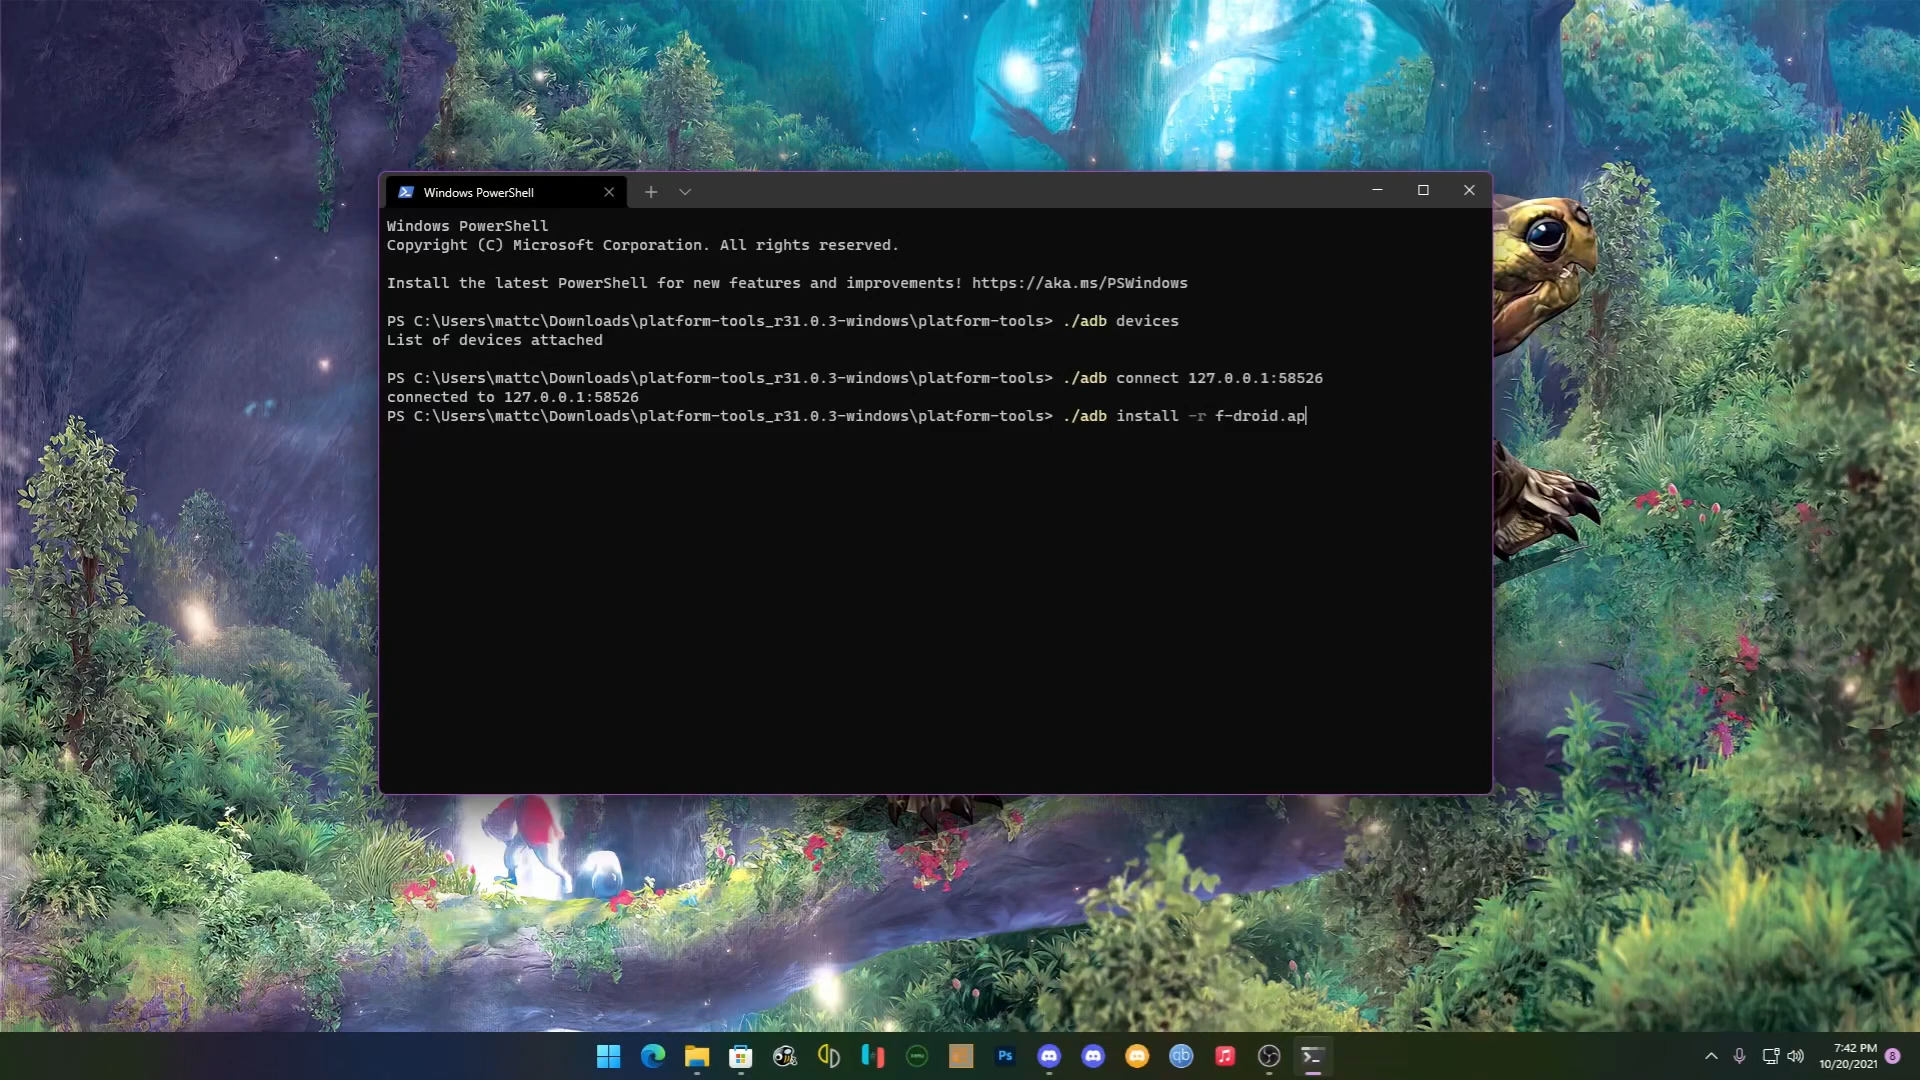 Windows PowerShell
Windows PowerShell
Copyright (C) Microsoft Corporation. All rights reserved.
Install the latest PowerShell for new features and improvements! https://aka.ms/PSWindows
PS C:\Users\mattc\Downloads\platform-tools_r31.0.3-windows\platform-tools> ./adb devices
List of devices attached
PS C:\Users\mattc\Downloads\platform-tools_r31.0.3-windows\platform-tools> ./adb connect 127.0.0.1:58526
connected to 127.0.0.1:58526
PS C:\Users\mattc\Downloads\platform-tools_r31.0.3-windows\platform-tools> ./adb install -r f-droid.ap
Ps
qb
7:42 PM
10/20/2021
8